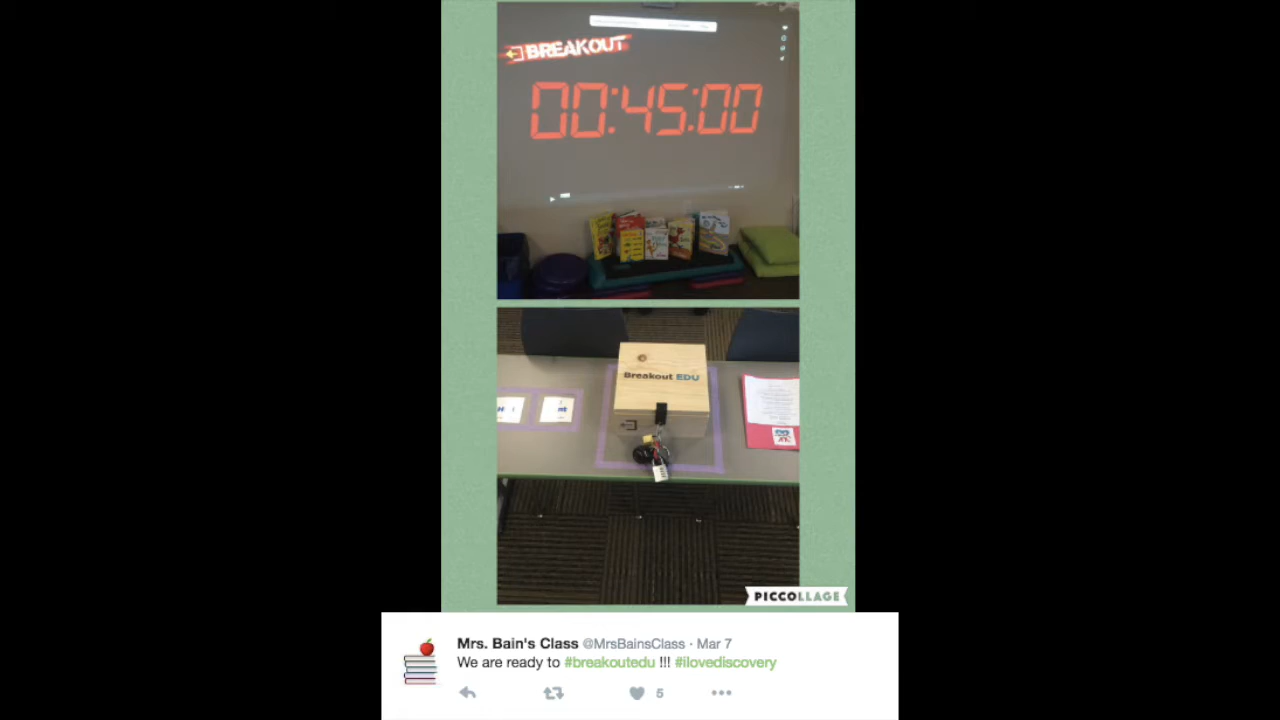 BREAKOUT
00:45:00
Breakout EDU
PICCOLLAGE
Mrs. Bain's Class @MrsBainsClass · Mar 7
We are ready to #breakoutedu !!! #ilovediscovery
5